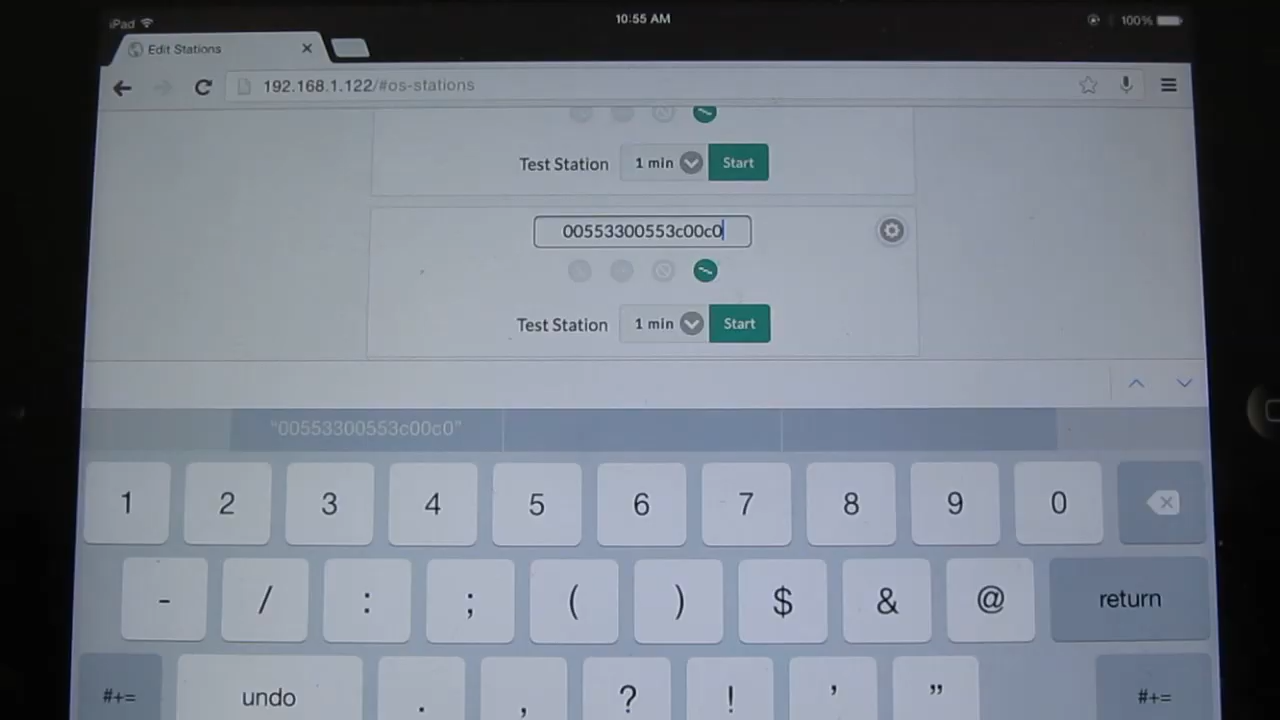 iPad 10:55 AM 100%
Edit Stations
192.168.1.122/#os-stations
Test Station 1 min Start
00553300553c00c0
Test Station 1 min Start
"00553300553c00c0"
1 2 3 4 5 6 7 8 9 0
- / : ; ( ) $ & @ return
#+= undo . , ? ! ' " #+=